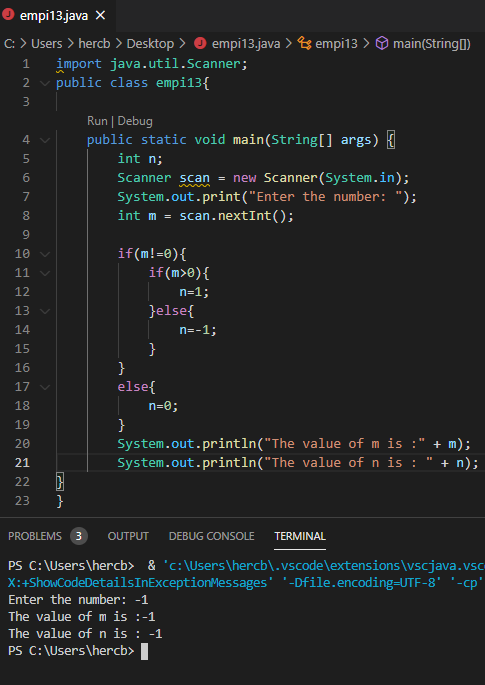 empi13.java
C: > Users > hercb > Desktop > empi13.java > empi13 > main(String[])
1 import java.util.Scanner;
2 public class empi13{
3
Run | Debug
4 public static void main(String[] args) {
5 int n;
6 Scanner scan = new Scanner(System.in);
7 System.out.print("Enter the number: ");
8 int m = scan.nextInt();
9
10 if(m!=0){
11 if(m>0){
12 n=1;
13 }else{
14 n=-1;
15 }
16 }
17 else{
18 n=0;
19 }
20 System.out.println("The value of m is :" + m);
21 System.out.println("The value of n is : " + n);
22 }
23 }
PROBLEMS 3 OUTPUT DEBUG CONSOLE TERMINAL
PS C:\Users\hercb> & 'c:\Users\hercb\.vscode\extensions\vscjava.vsc
X:+ShowCodeDetailsInExceptionMessages' '-Dfile.encoding=UTF-8' '-cp'
Enter the number: -1
The value of m is :-1
The value of n is : -1
PS C:\Users\hercb>